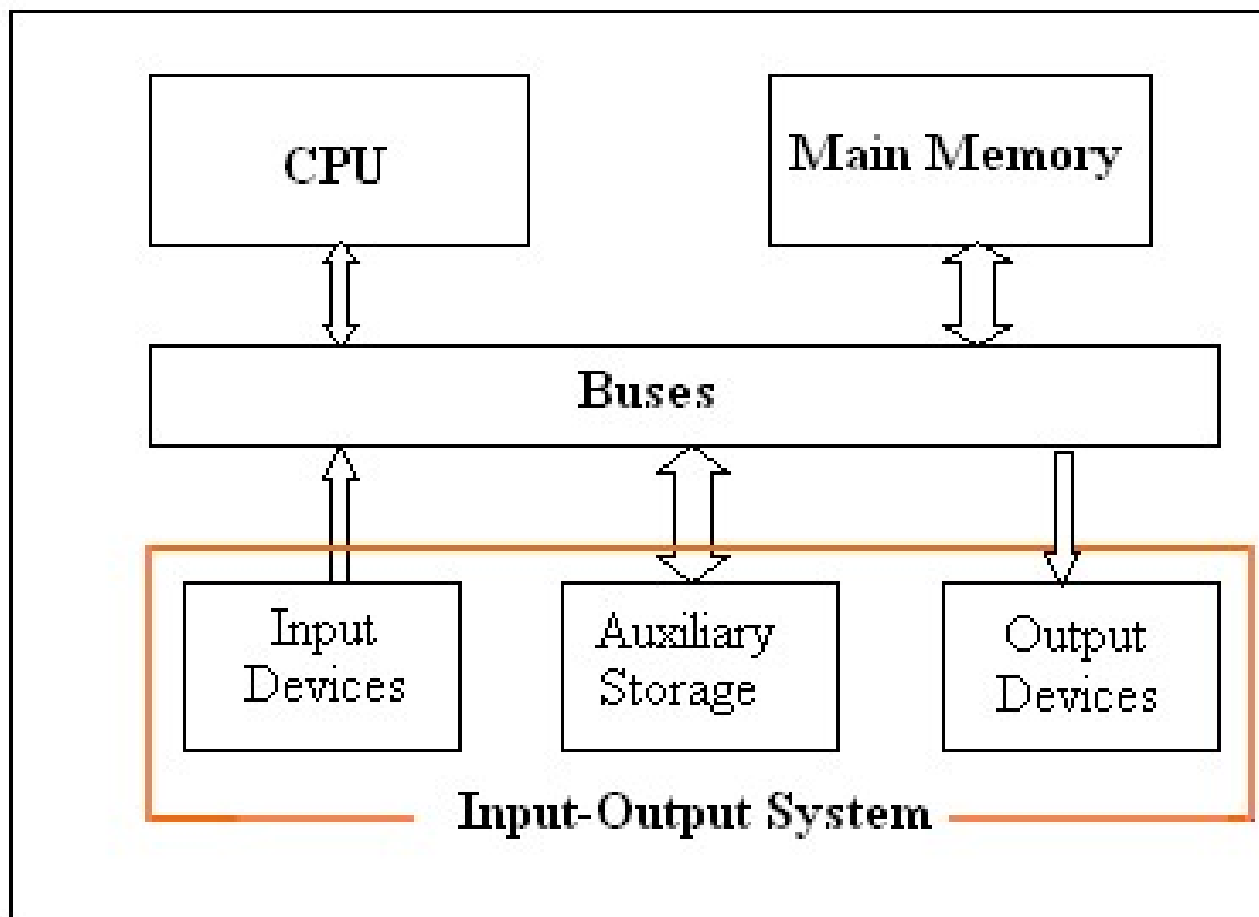 CPU
Main Memory
Buses
Input
Devices
Auxiliary
Storage
Output
Devices
Input-Output System